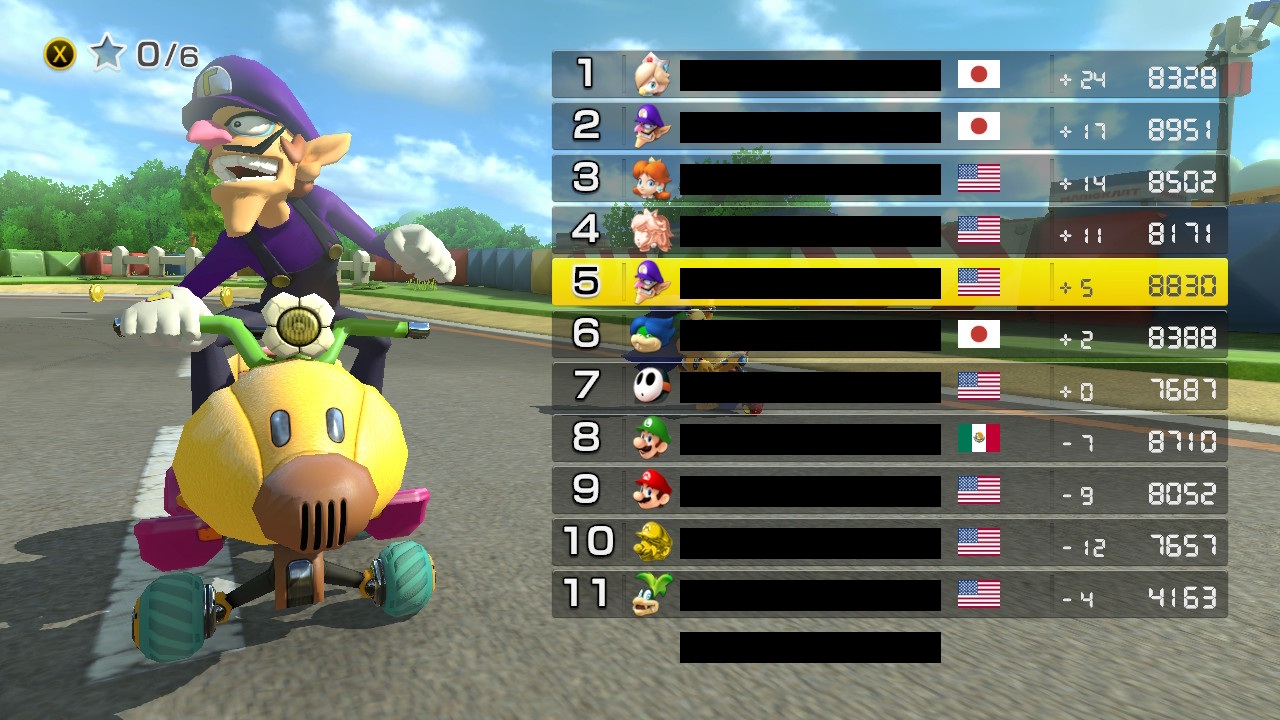 X 0/6
1 + 24 8328
2 + 17 8951
3 + 14 8502
4 + 11 8171
5 + 5 8830
6 + 2 8388
7 + 0 7687
8 - 7 8710
9 - 9 8052
10 - 12 7657
11 - 4 4163